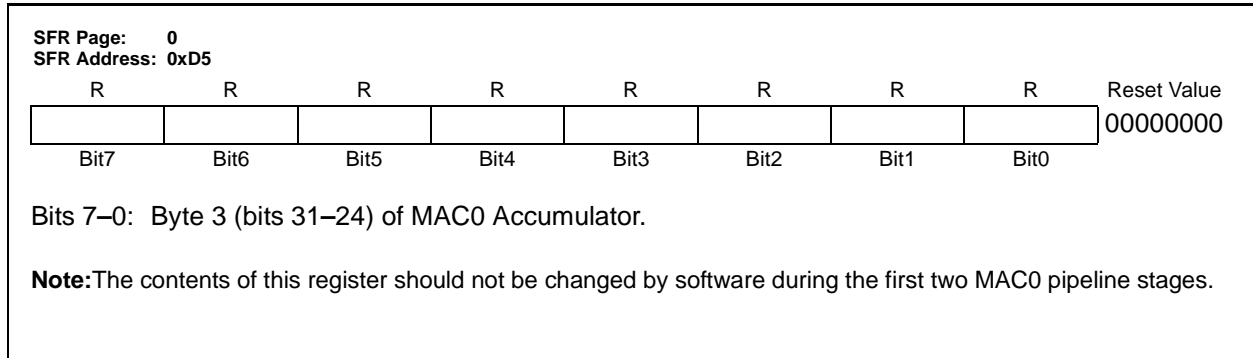 SFR Page: 0
SFR Address: 0xD5
R R R R R R R R Reset Value
00000000
Bit7 Bit6 Bit5 Bit4 Bit3 Bit2 Bit1 Bit0
Bits 7–0: Byte 3 (bits 31–24) of MAC0 Accumulator.
Note:The contents of this register should not be changed by software during the first two MAC0 pipeline stages.